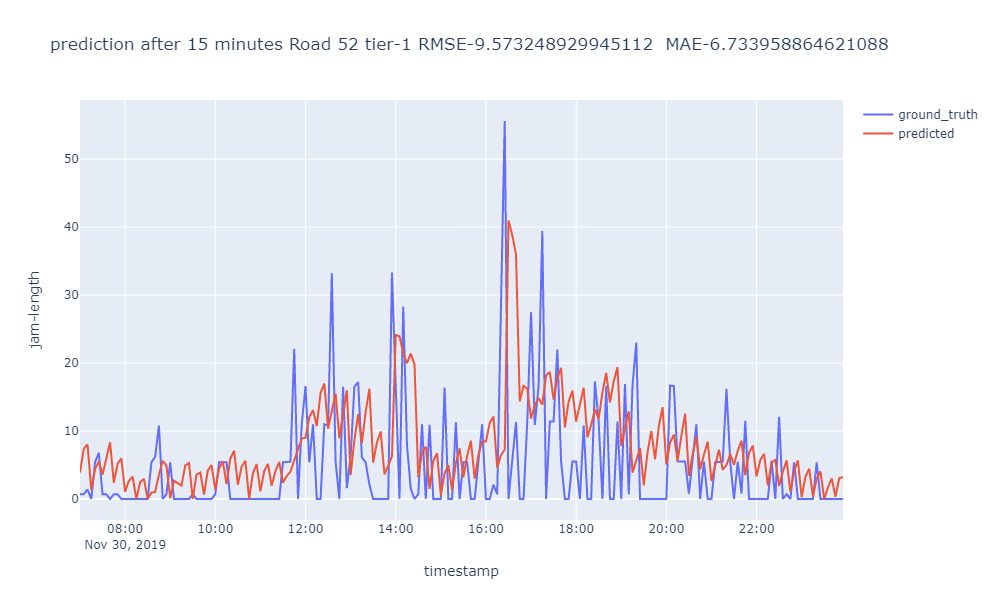 prediction after 15 minutes Road 52 tier-1 RMSE-9.573248929945112  MAE-6.733958864621088
ground_truth
predicted
50
40
30
20
10
0
jam-length
08:00 10:00 12:00 14:00 16:00 18:00 20:00 22:00
Nov 30, 2019
timestamp